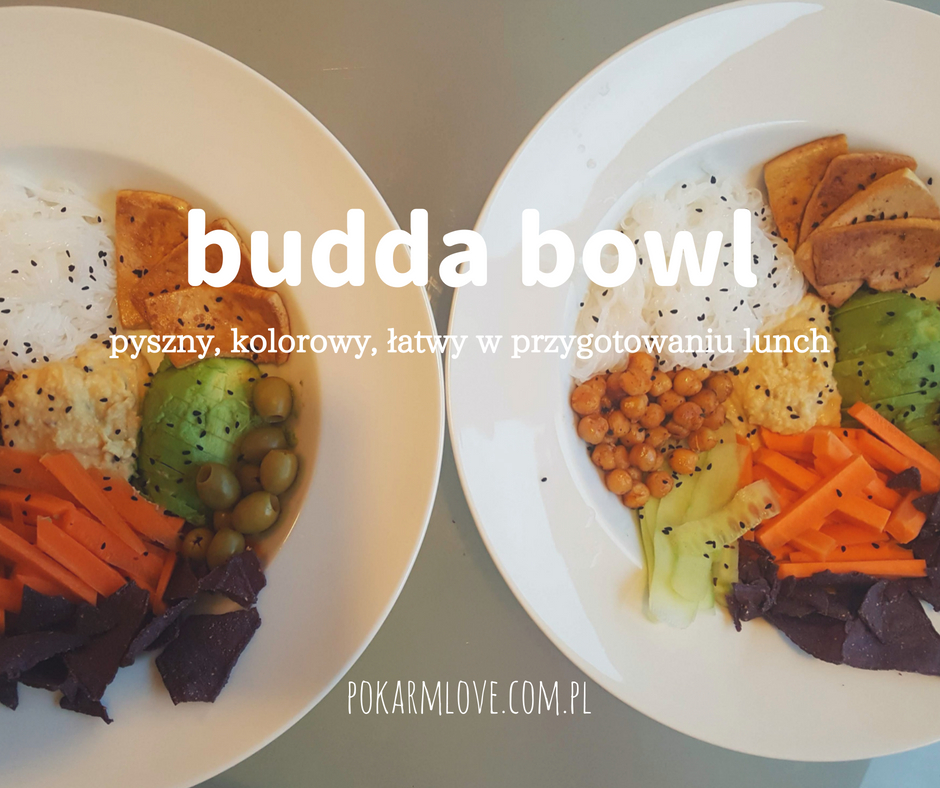 budda bowl
pyszny, kolorowy, łatwy w przygotowaniu lunch
POKARMLOVE.COM.PL